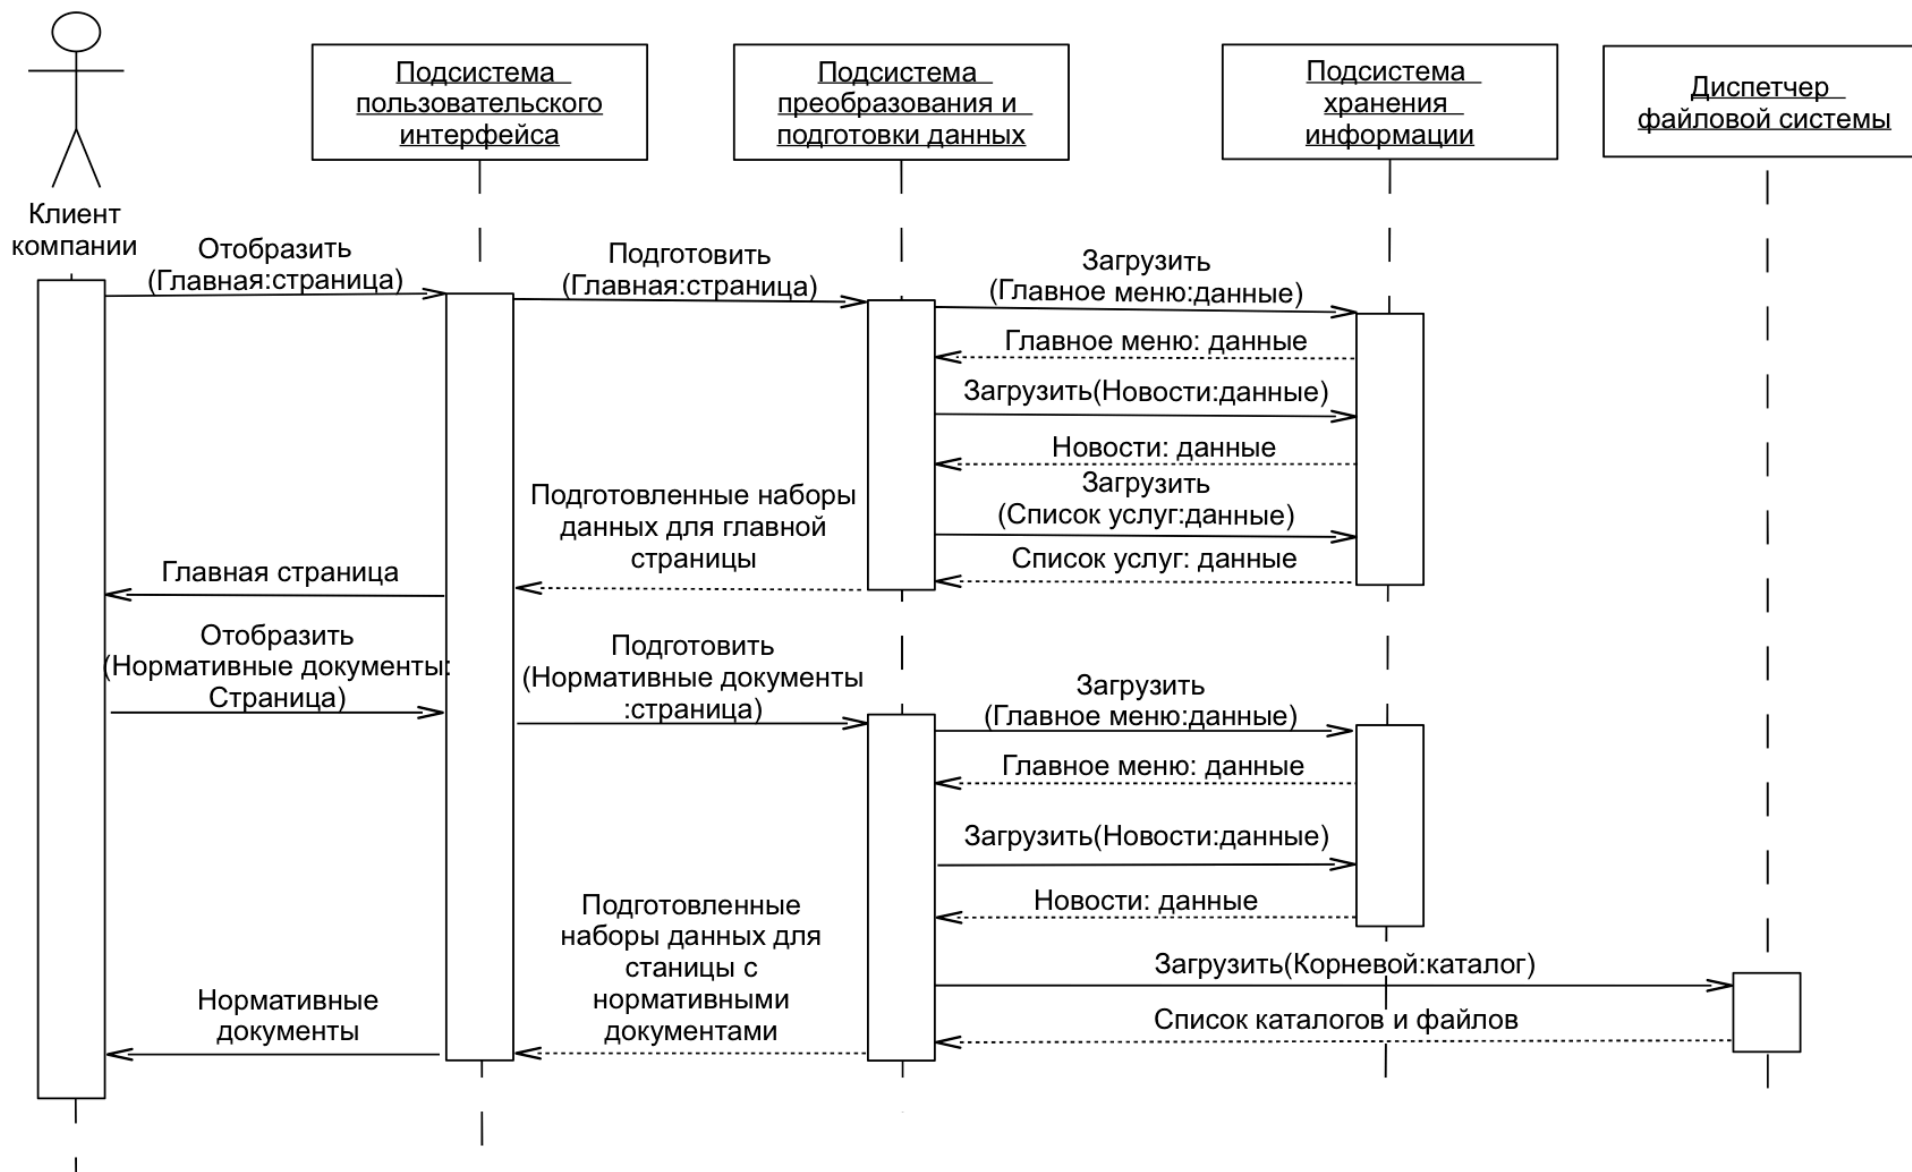 Подсистема
пользовательского
интерфейса
Подсистема
преобразования и
подготовки данных
Подсистема
хранения
информации
Диспетчер
файловой системы
Клиент
компании
Отобразить
(Главная:страница)
Подготовить
(Главная:страница)
Загрузить
(Главное меню:данные)
Главное меню: данные
Загрузить(Новости:данные)
Новости: данные
Загрузить
(Список услуг:данные)
Список услуг: данные
Подготовленные наборы
данных для главной
страницы
Главная страница
Отобразить
(Нормативные документы:
Страница)
Подготовить
(Нормативные документы
:страница)
Загрузить
(Главное меню:данные)
Главное меню: данные
Загрузить(Новости:данные)
Новости: данные
Загрузить(Корневой:каталог)
Список каталогов и файлов
Подготовленные
наборы данных для
станицы с
нормативными
документами
Нормативные
документы